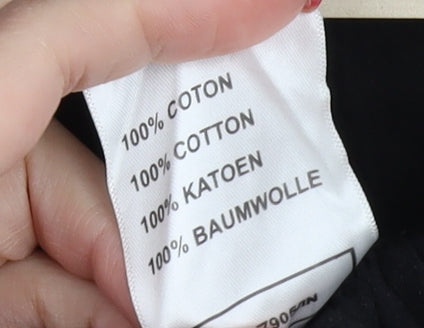 100% COTON
100% COTTON
100% KATOEN
100% BAUMWOLLE